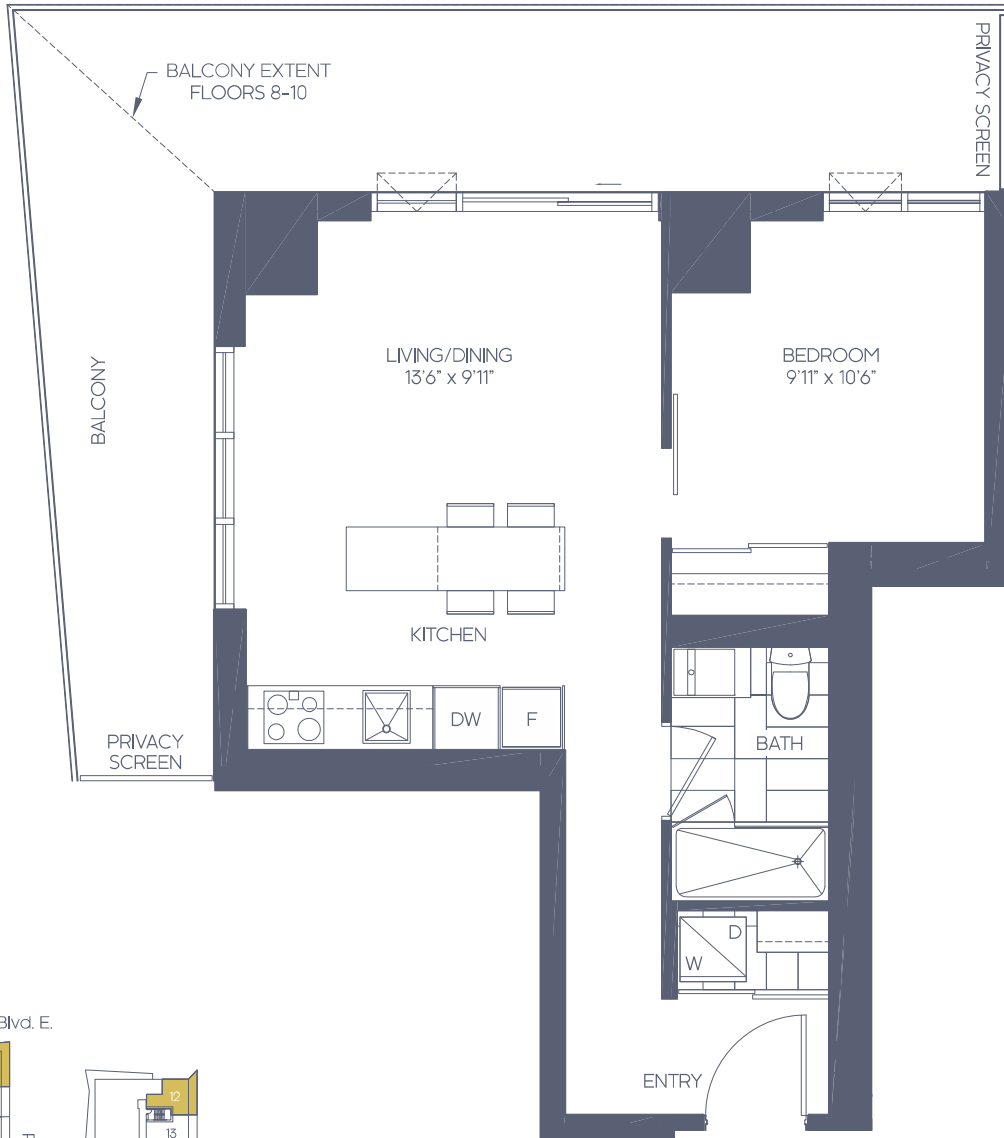 BALCONY EXTENT
FLOORS 8-10
PRIVACY SCREEN
LIVING/DINING
13'6" x 9'11"
BEDROOM
9'11" x 10'6"
BALCONY
KITCHEN
DW
F
BATH
PRIVACY
SCREEN
D
W
Blvd. E.
ENTRY
12
13